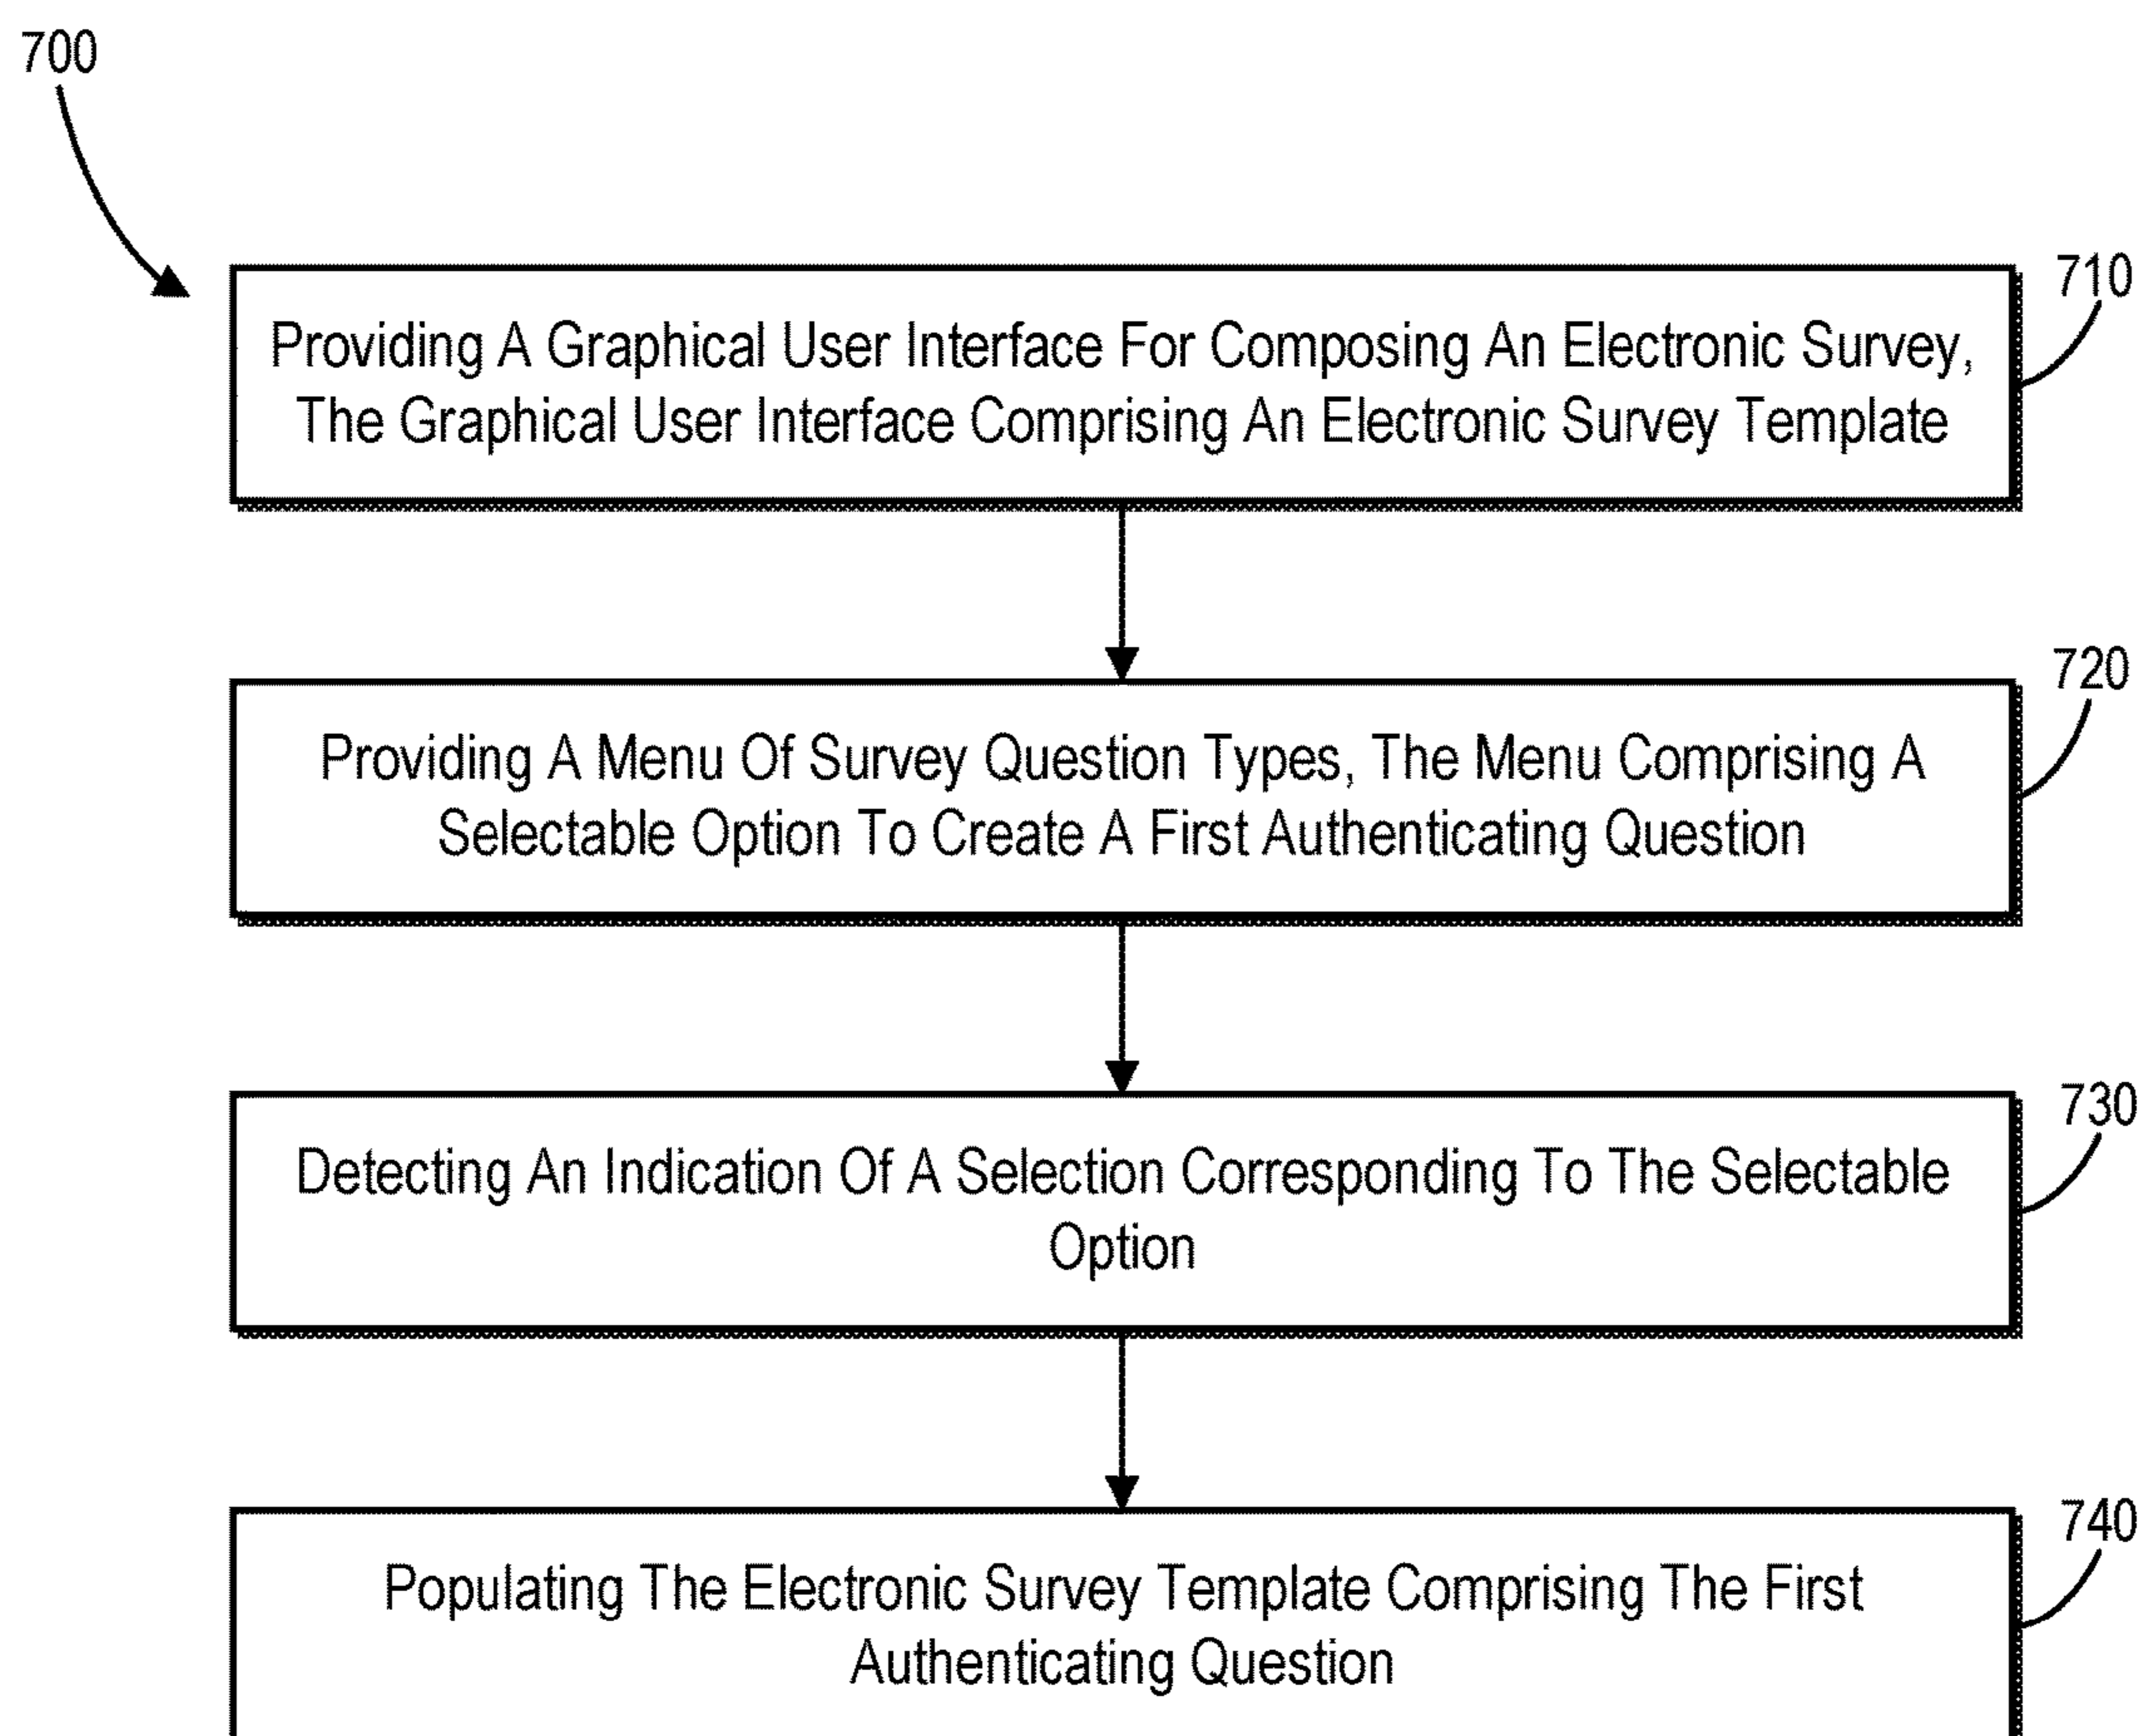 700
710
Providing A Graphical User Interface For Composing An Electronic Survey,
The Graphical User Interface Comprising An Electronic Survey Template
720
Providing A Menu Of Survey Question Types, The Menu Comprising A
Selectable Option To Create A First Authenticating Question
730
Detecting An Indication Of A Selection Corresponding To The Selectable
Option
740
Populating The Electronic Survey Template Comprising The First
Authenticating Question